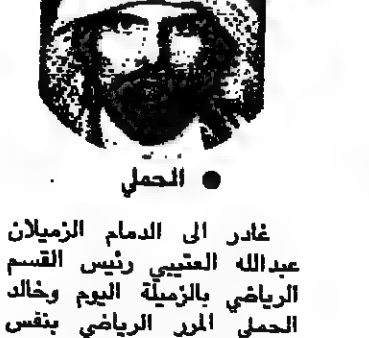 ● الحملي
غادر الى الدمام الزميلان
عبدالله العتيبي رئيس القسم
الرياضي بالزميلة اليوم وخالد
الحملي المرر الرياضي بنفس